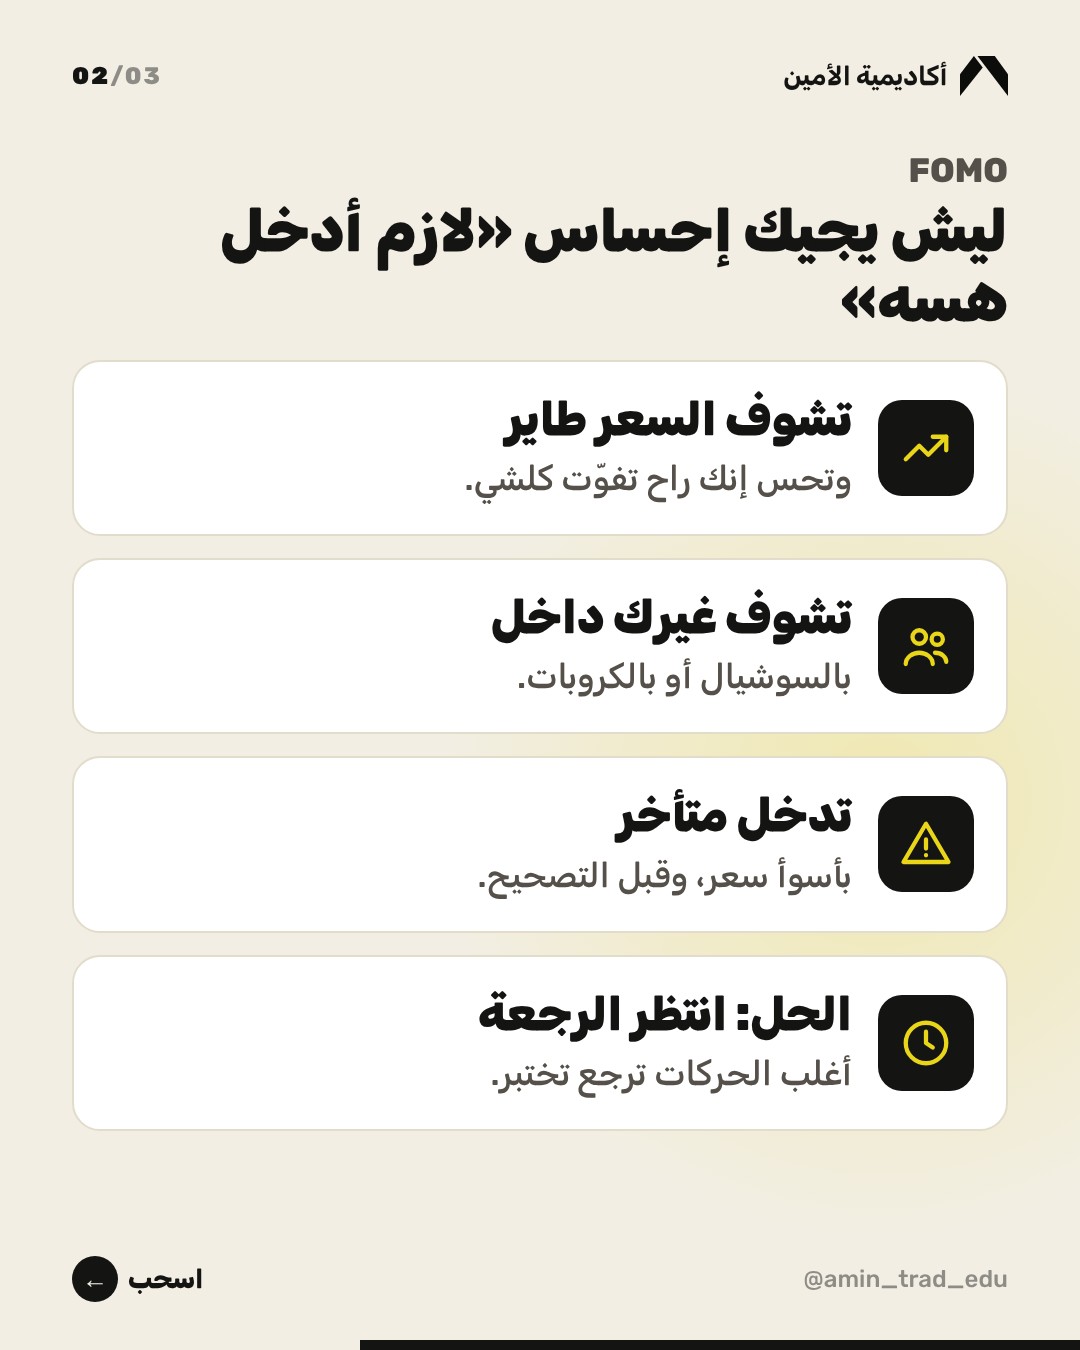 أكاديمية الأمين
02/03
FOMO
ليش يجيك إحساس «لازم أدخل
هسه»
تشوف السعر طاير
وتحس إنك راح تفوّت كلشي.
تشوف غيرك داخل
بالسوشيال أو بالكروبات.
تدخل متأخر
بأسوأ سعر، وقبل التصحيح.
الحل: انتظر الرجعة
أغلب الحركات ترجع تختبر.
@amin_trad_edu
اسحب ←